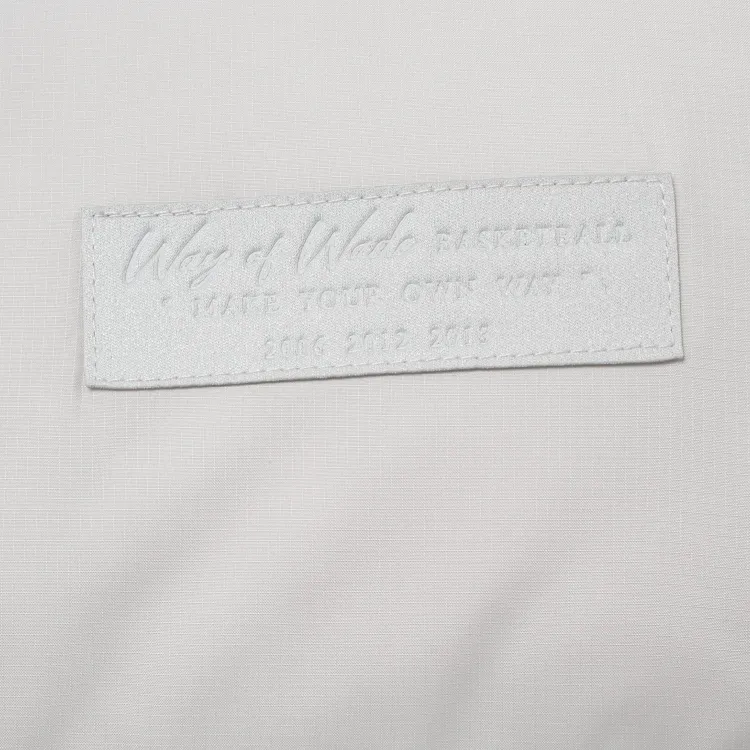 Way of Wade BASKETBALL
" MAKE YOUR OWN WAY "
2006 2012 2013